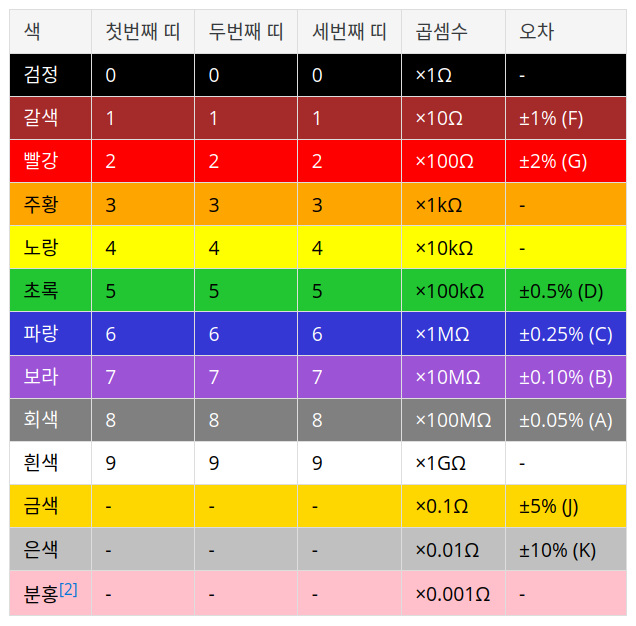 색 첫번째 띠 두번째 띠 세번째 띠 곱셈수 오차
검정 0 0 0 ×1Ω -
갈색 1 1 1 ×10Ω ±1% (F)
빨강 2 2 2 ×100Ω ±2% (G)
주황 3 3 3 ×1kΩ -
노랑 4 4 4 ×10kΩ -
초록 5 5 5 ×100kΩ ±0.5% (D)
파랑 6 6 6 ×1MΩ ±0.25% (C)
보라 7 7 7 ×10MΩ ±0.10% (B)
회색 8 8 8 ×100MΩ ±0.05% (A)
흰색 9 9 9 ×1GΩ -
금색 - - - ×0.1Ω ±5% (J)
은색 - - - ×0.01Ω ±10% (K)
분홍[2] - - - ×0.001Ω -